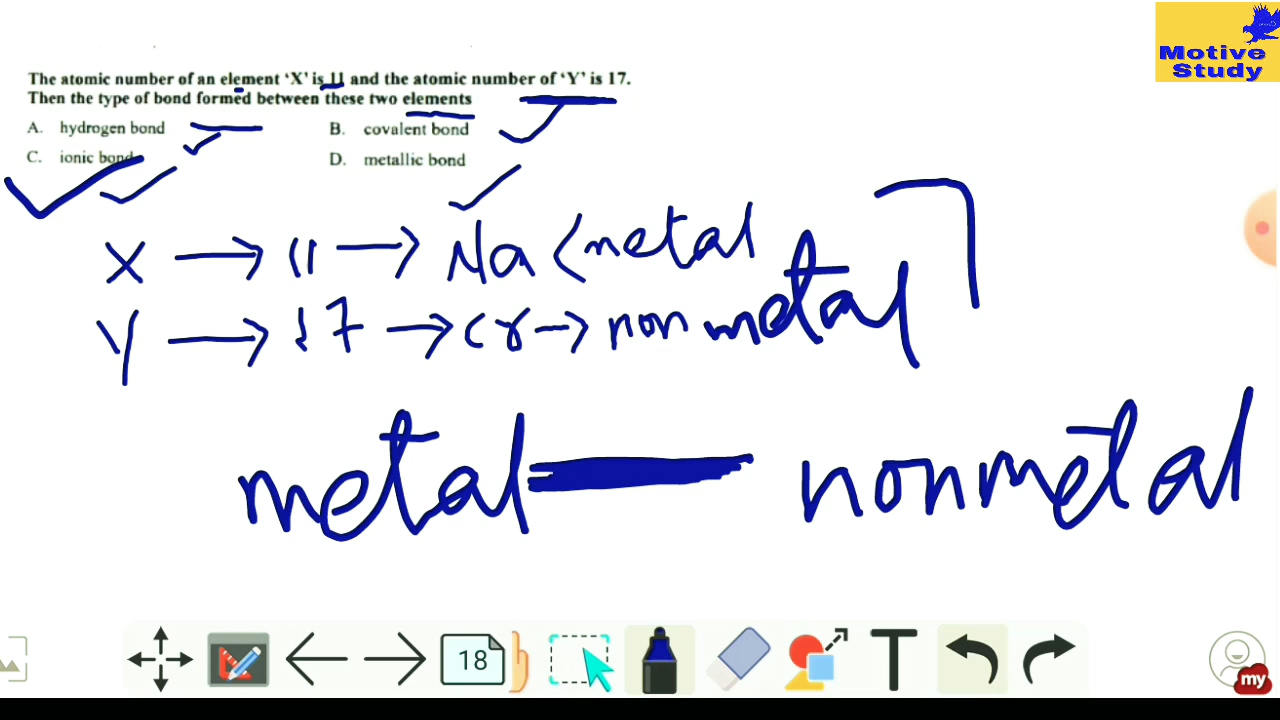 Motive
Study
The atomic number of an element ‘X’ is 11 and the atomic number of ‘Y’ is 17.
Then the type of bond formed between these two elements
A. hydrogen bond B. covalent bond
C. ionic bond D. metallic bond
X → 11 → Na (metal
Y → 17 → Cr → non metal
metal nonmetal
18
T
my